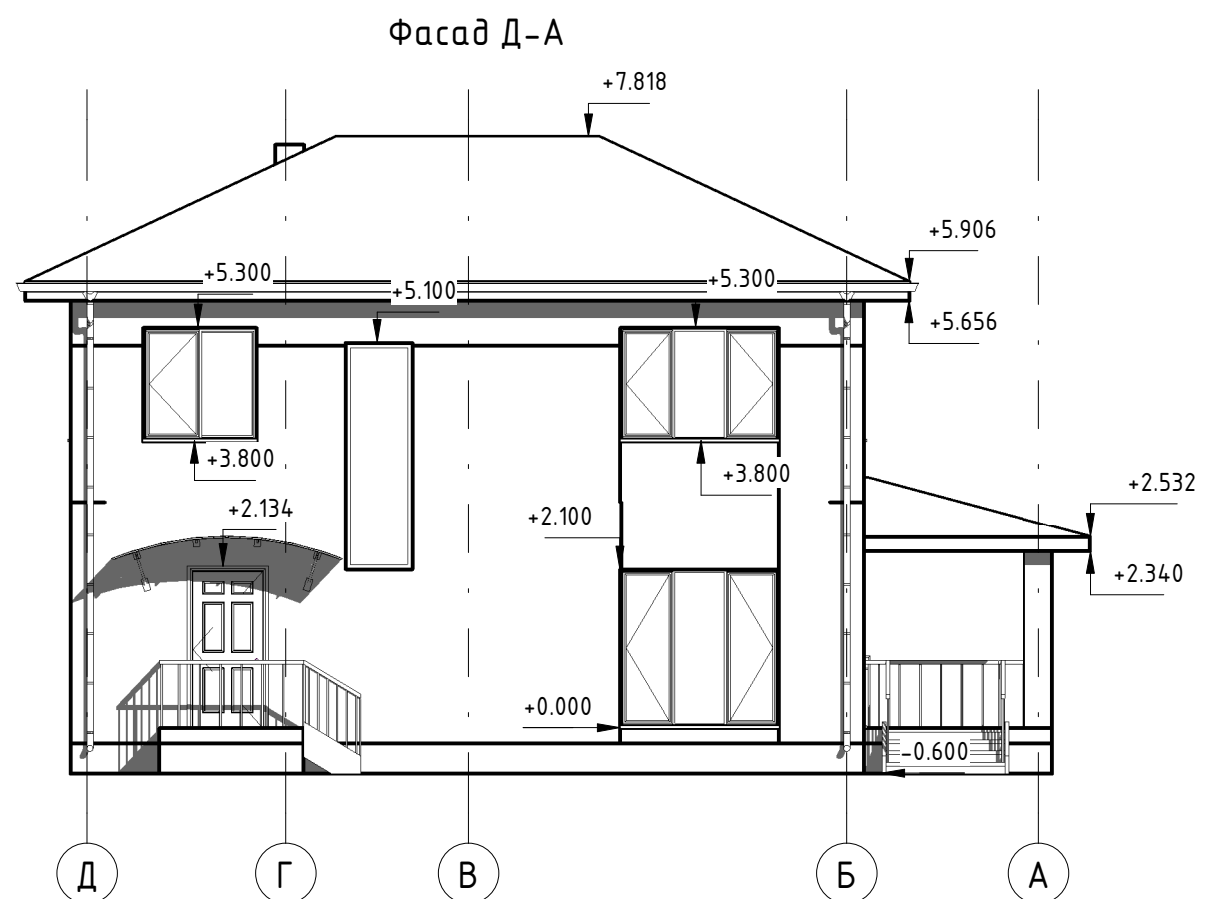 Фасад Д-А
+7.818
+5.906
+5.300
+5.100
+5.300
+5.656
+3.800
+3.800
+2.532
+2.134
+2.100
+2.340
+0.000
-0.600
Д
Г
В
Б
А